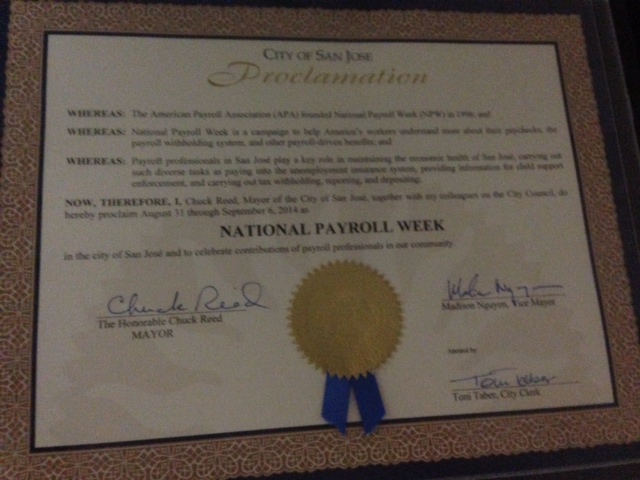 CITY OF SAN JOSE
Proclamation
WHEREAS: The American Payroll Association (APA) founded National Payroll Week (NPW) in 1996; and
WHEREAS: National Payroll Week is a campaign to help America's workers understand more about their paychecks, the
payroll withholding system, and other payroll-driven benefits; and
WHEREAS: Payroll professionals in San José play a key role in maintaining the economic health of San José, carrying out
such diverse tasks as paying into the unemployment insurance system, providing information for child support
enforcement, and carrying out tax withholding, reporting, and depositing.
NOW, THEREFORE, I, Chuck Reed, Mayor of the City of San José, together with my colleagues on the City Council, do
hereby proclaim August 31 through September 6, 2014 as
NATIONAL PAYROLL WEEK
in the city of San José and to celebrate contributions of payroll professionals in our community.
Chuck Reed
The Honorable Chuck Reed
MAYOR
Madison Nguyen, Vice Mayor
Attested by
Toni Taber
Toni Taber, City Clerk